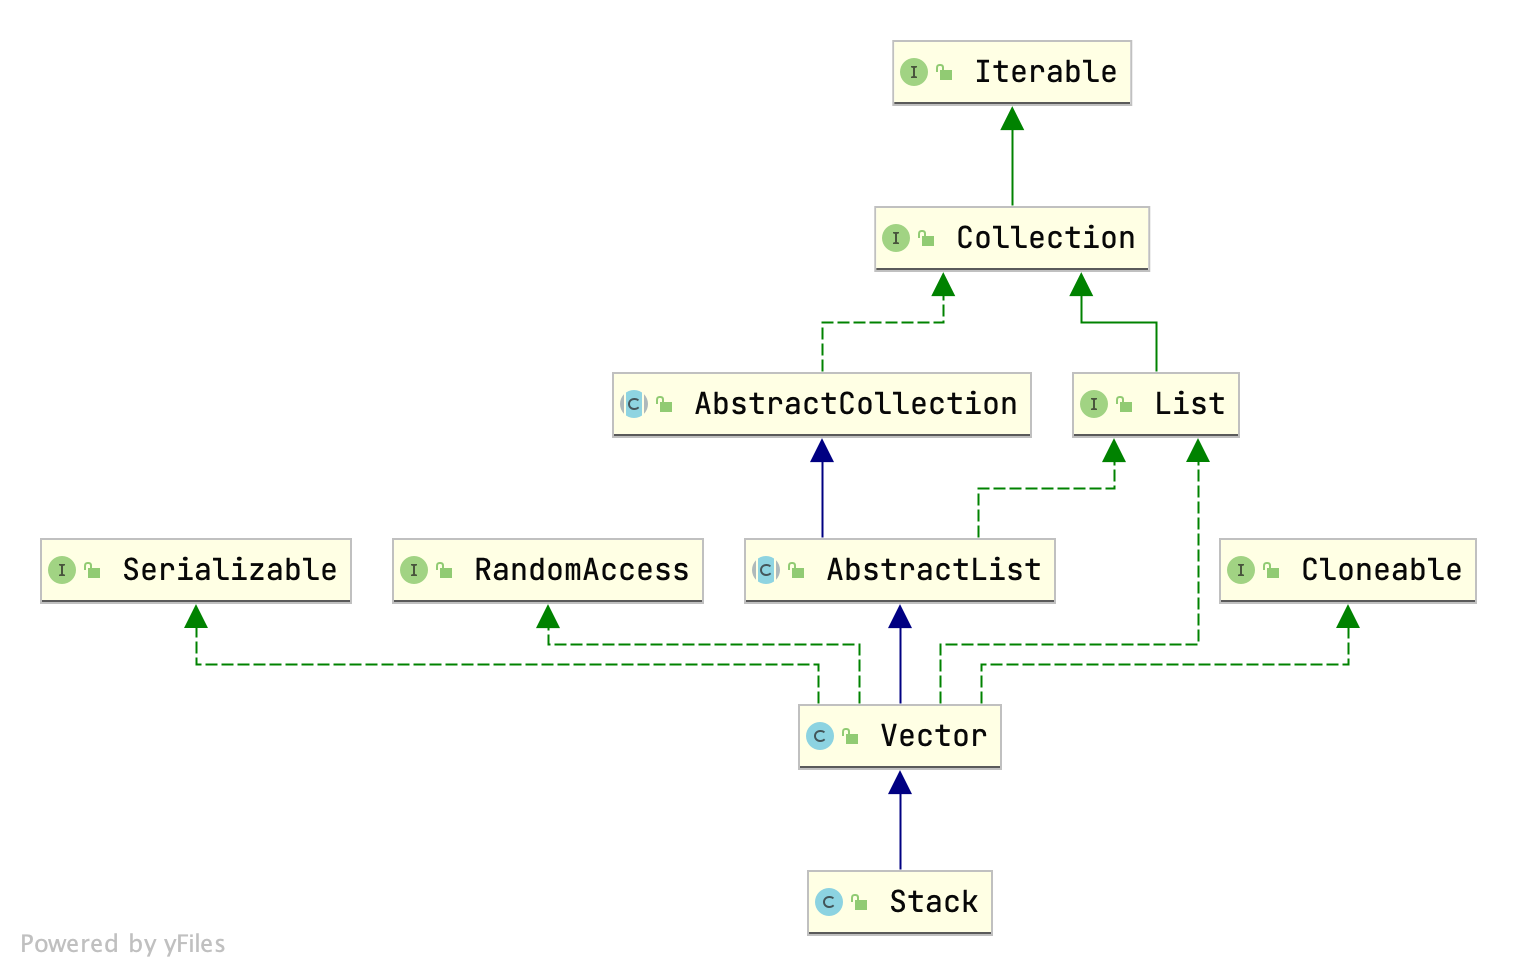 I Iterable
I Collection
C AbstractCollection
I List
I Serializable
I RandomAccess
C AbstractList
I Cloneable
C Vector
C Stack
Powered by yFiles